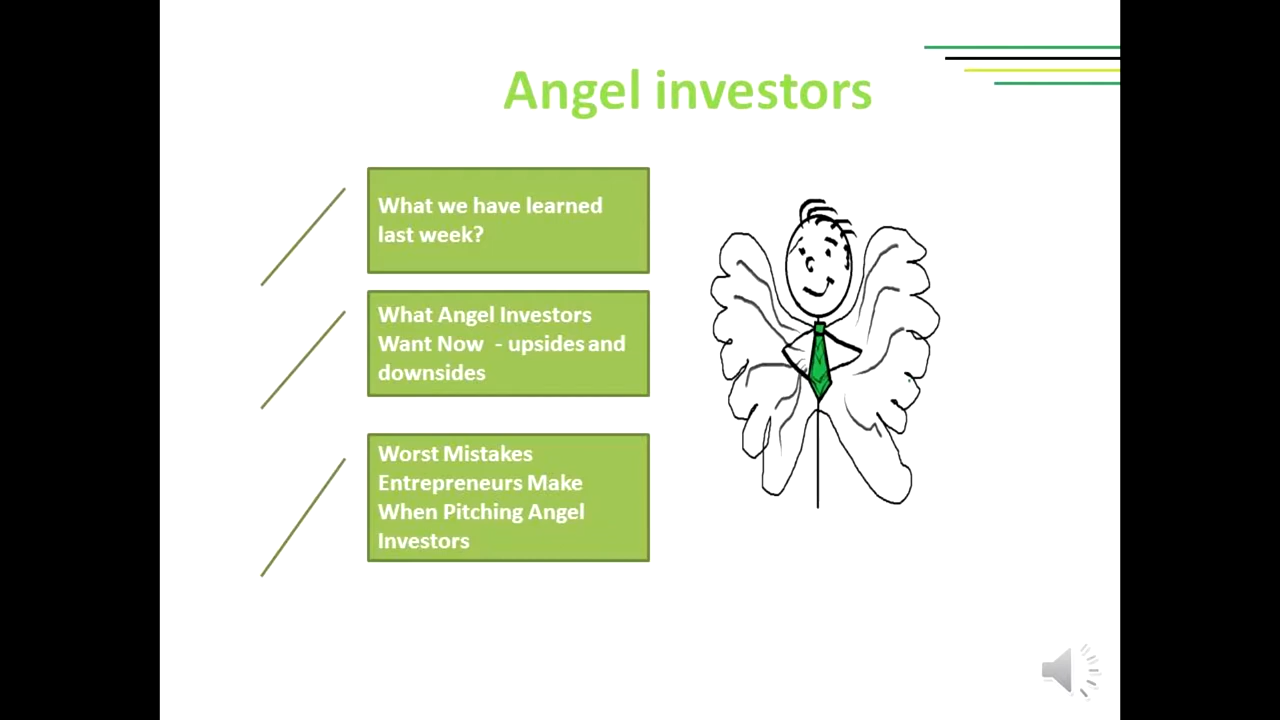 Angel investors
What we have learned
last week?
What Angel Investors
Want Now - upsides and
downsides
Worst Mistakes
Entrepreneurs Make
When Pitching Angel
Investors